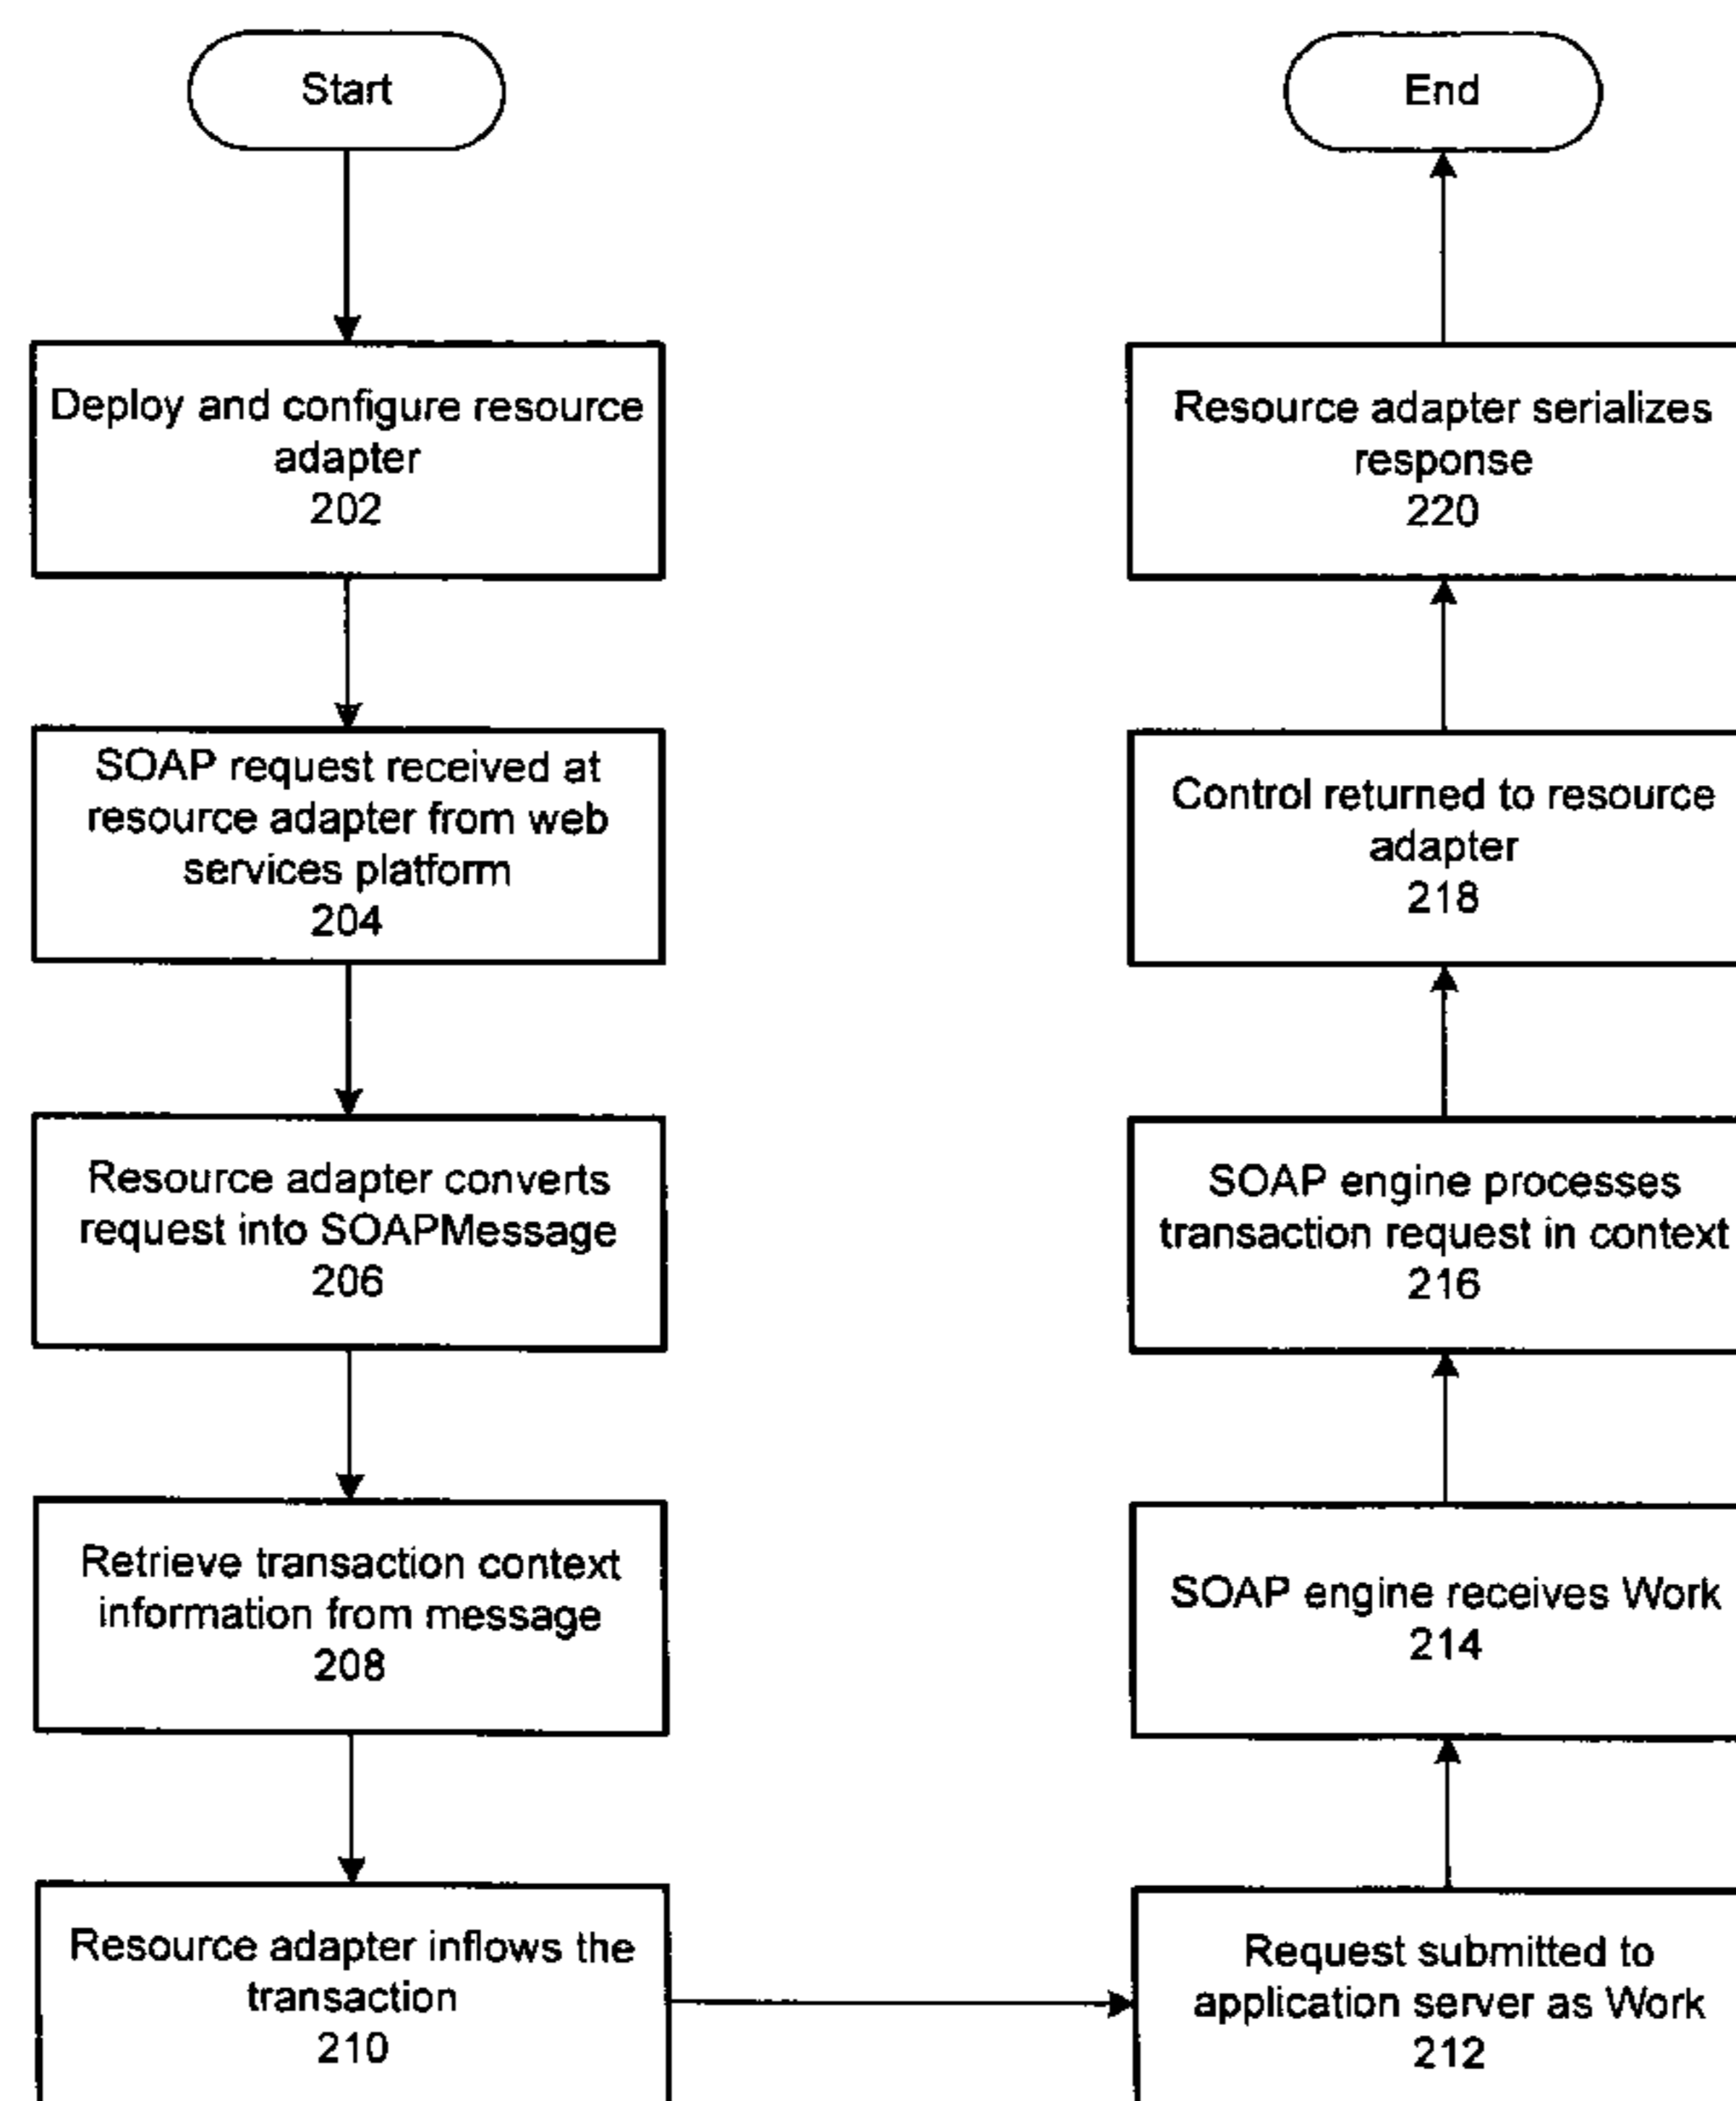 Start
Deploy and configure resource
adapter
202
SOAP request received at
resource adapter from web
services platform
204
Resource adapter converts
request into SOAPMessage
206
Retrieve transaction context
information from message
208
Resource adapter inflows the
transaction
210
Request submitted to
application server as Work
212
SOAP engine receives Work
214
SOAP engine processes
transaction request in context
216
Control returned to resource
adapter
218
Resource adapter serializes
response
220
End